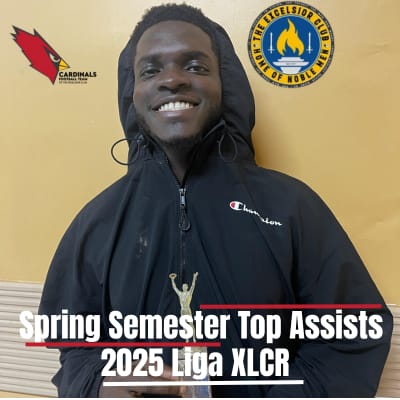 CARDINALS
FOOTBALL TEAM
THE EXCELSIOR CLUB
HOME OF NOBLE MEN
Champion
Spring Semester Top Assists
2025 Liga XLCR